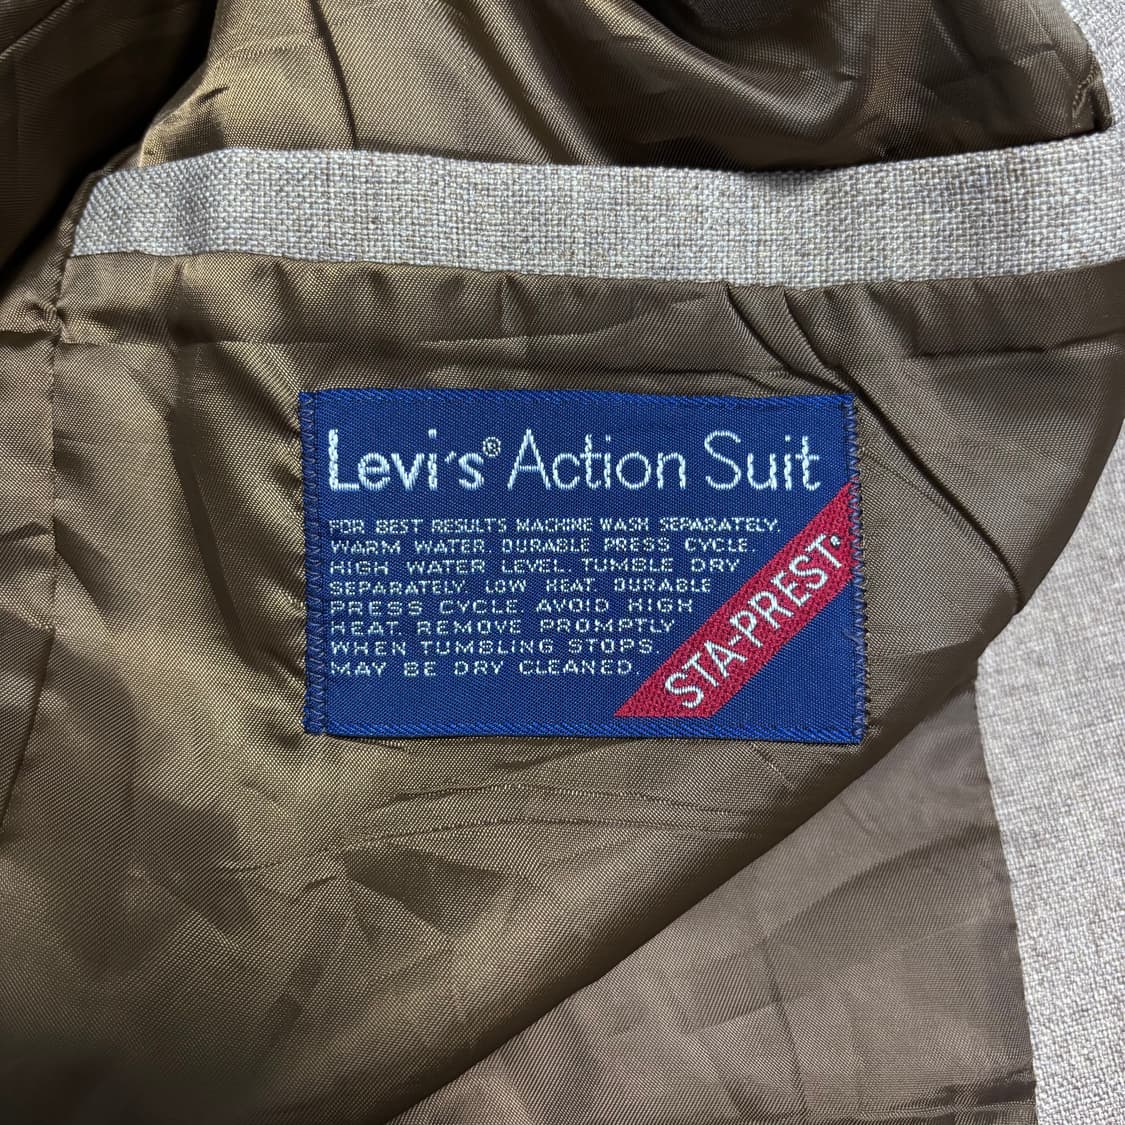 Levi's® Action Suit
FOR BEST RESULTS MACHINE WASH SEPARATELY.
WARM WATER. DURABLE PRESS CYCLE.
HIGH WATER LEVEL. TUMBLE DRY
SEPARATELY. LOW HEAT. DURABLE
PRESS CYCLE. AVOID HIGH
HEAT. REMOVE PROMPTLY
WHEN TUMBLING STOPS.
MAY BE DRY CLEANED.
STA-PREST®